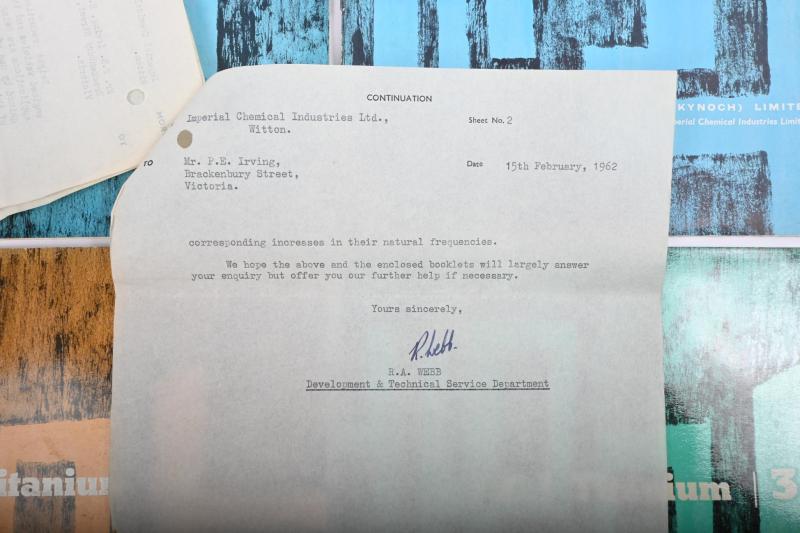 CONTINUATION
Imperial Chemical Industries Ltd.,
Witton.
Sheet No. 2
TO
Mr. P.E. Irving,
Brackenbury Street,
Victoria.
Date 15th February, 1962
corresponding increases in their natural frequencies.
We hope the above and the enclosed booklets will largely answer
your enquiry but offer you our further help if necessary.
Yours sincerely,
R. Webb.
R.A. WEBB
Development & Technical Service Department
KYNOCH) LIMITE
perial Chemical Industries Limit
itaniu
ium
3